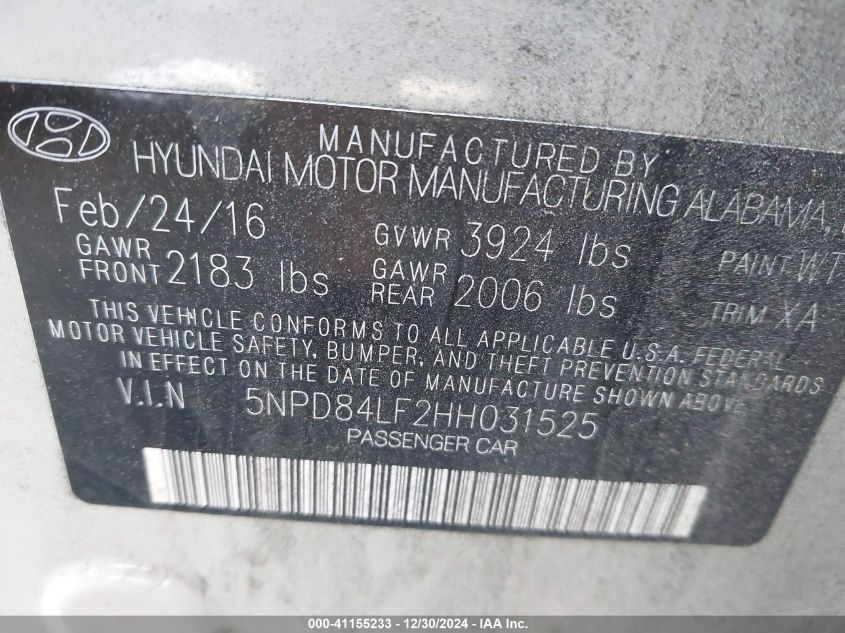 MANUFACTURED BY
HYUNDAI MOTOR MANUFACTURING ALABAMA,
Feb/24/16 GVWR 3924 lbs PAINT WT
GAWR FRONT 2183 lbs GAWR REAR 2006 lbs TRIM XA
THIS VEHICLE CONFORMS TO ALL APPLICABLE U.S.A. FEDERAL
MOTOR VEHICLE SAFETY, BUMPER, AND THEFT PREVENTION STANDARDS
IN EFFECT ON THE DATE OF MANUFACTURE SHOWN ABOVE
V.I.N 5NPD84LF2HH031525
PASSENGER CAR
000-41155233 - 12/30/2024 - IAA Inc.